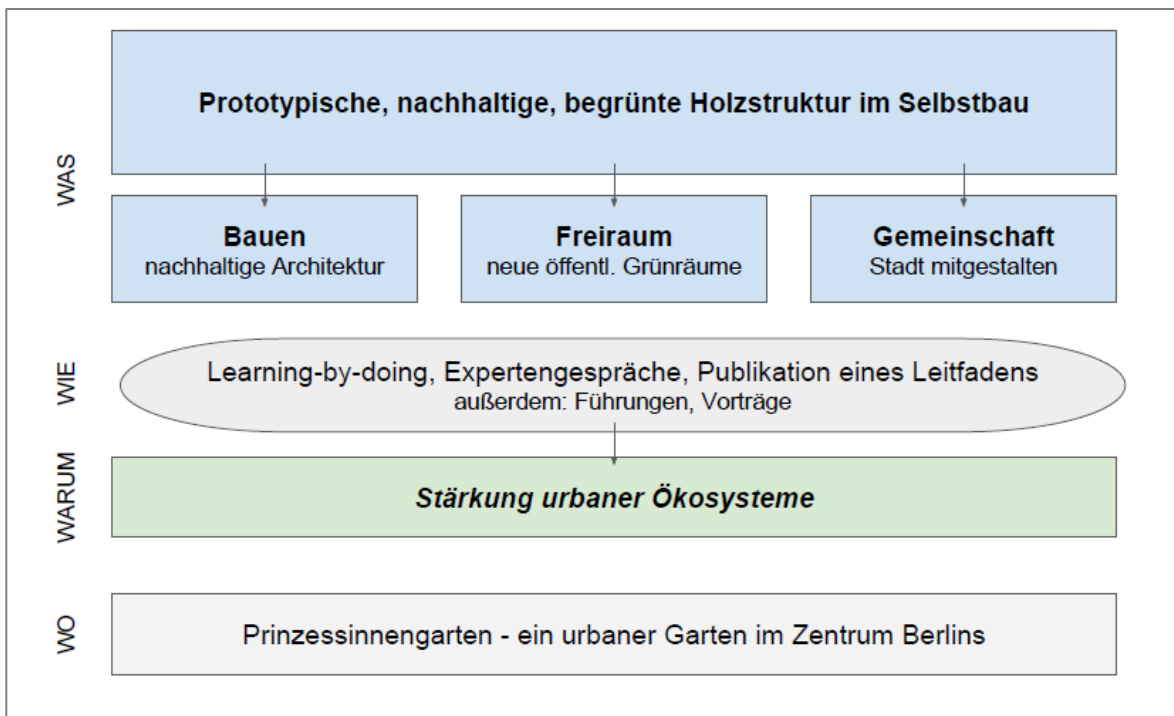 WAS
Prototypische, nachhaltige, begrünte Holzstruktur im Selbstbau
Bauen
nachhaltige Architektur
Freiraum
neue öffentl. Grünräume
Gemeinschaft
Stadt mitgestalten
WIE
Learning-by-doing, Expertengespräche, Publikation eines Leitfadens
außerdem: Führungen, Vorträge
WARUM
Stärkung urbaner Ökosysteme
WO
Prinzessinnengarten - ein urbaner Garten im Zentrum Berlins